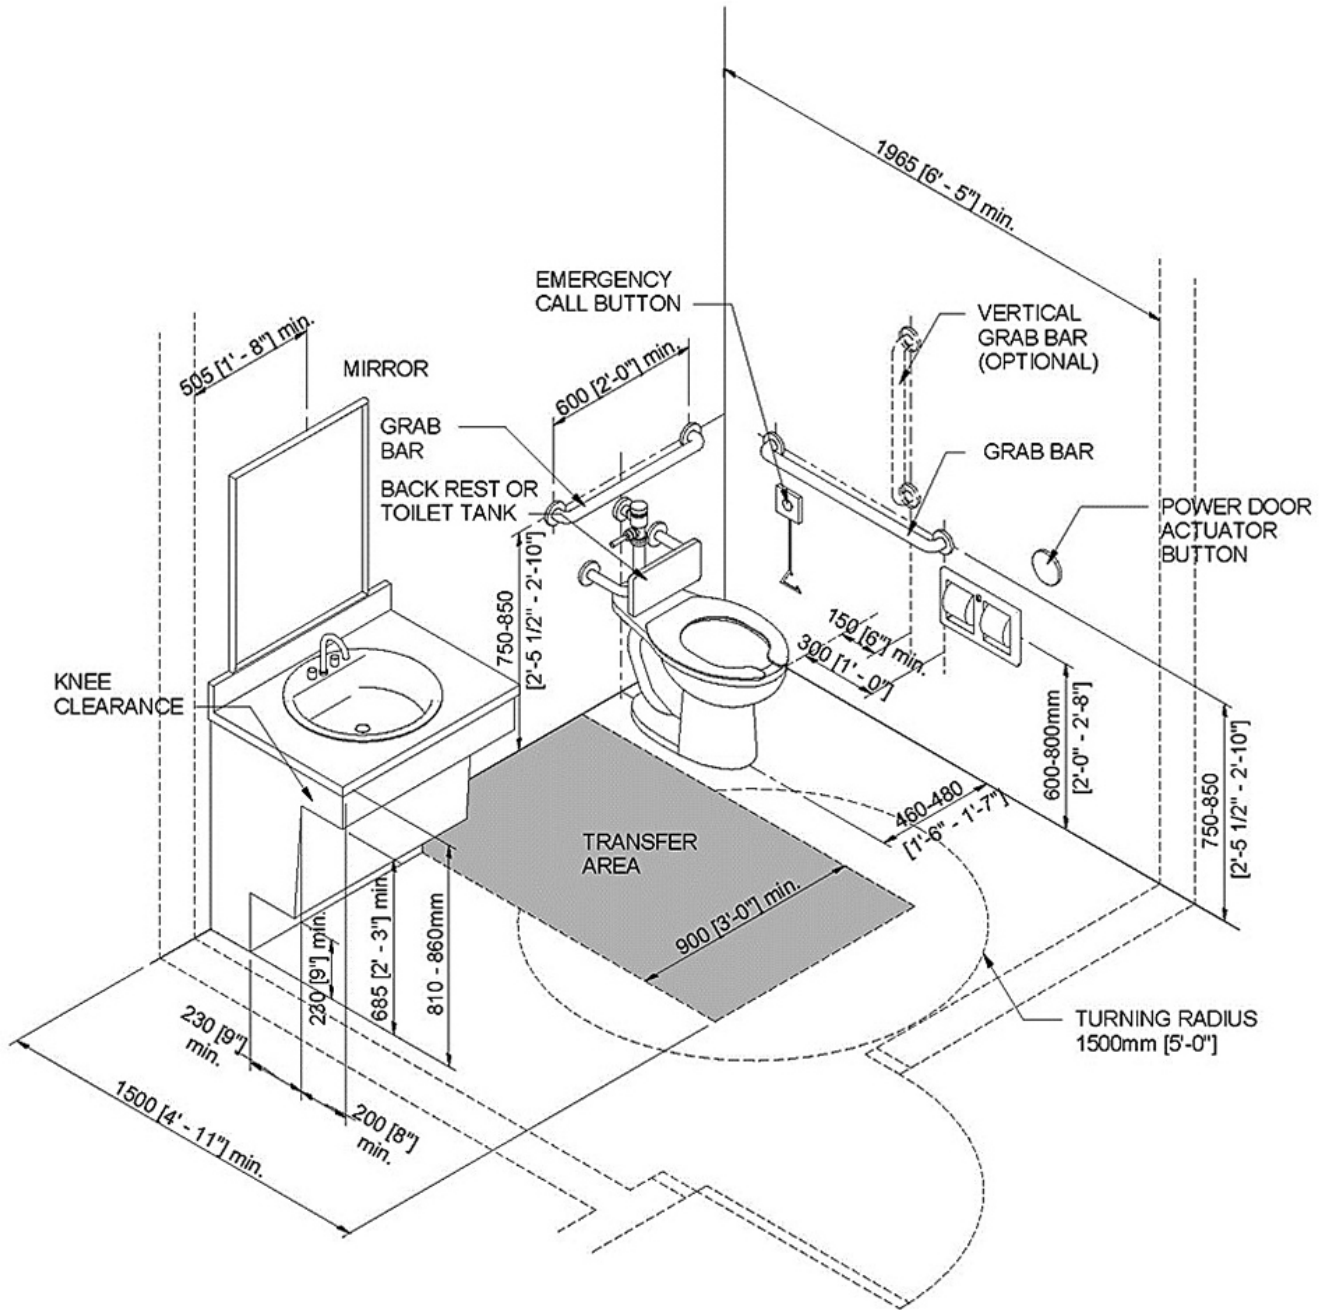 1965 [6' - 5"] min.
EMERGENCY
CALL BUTTON
VERTICAL
GRAB BAR
(OPTIONAL)
505 [1' - 8"] min.
MIRROR
600 [2'-0"] min.
GRAB
BAR
GRAB BAR
BACK REST OR
TOILET TANK
POWER DOOR
ACTUATOR
BUTTON
750-850
[2'-5 1/2" - 2'-10"]
150 [6"] min.
300 [1' - 0"]
KNEE
CLEARANCE
600-800mm
[2'-0" - 2'-8"]
750-850
[2'-5 1/2" - 2'-10"]
460-480
[1'-6" - 1'-7"]
TRANSFER
AREA
900 [3'-0"] min.
230 [9"] min.
685 [2' - 3"] min.
810 - 860mm
230 [9"]
min.
200 [8"]
min.
1500 [4' - 11"] min.
TURNING RADIUS
1500mm [5'-0"]